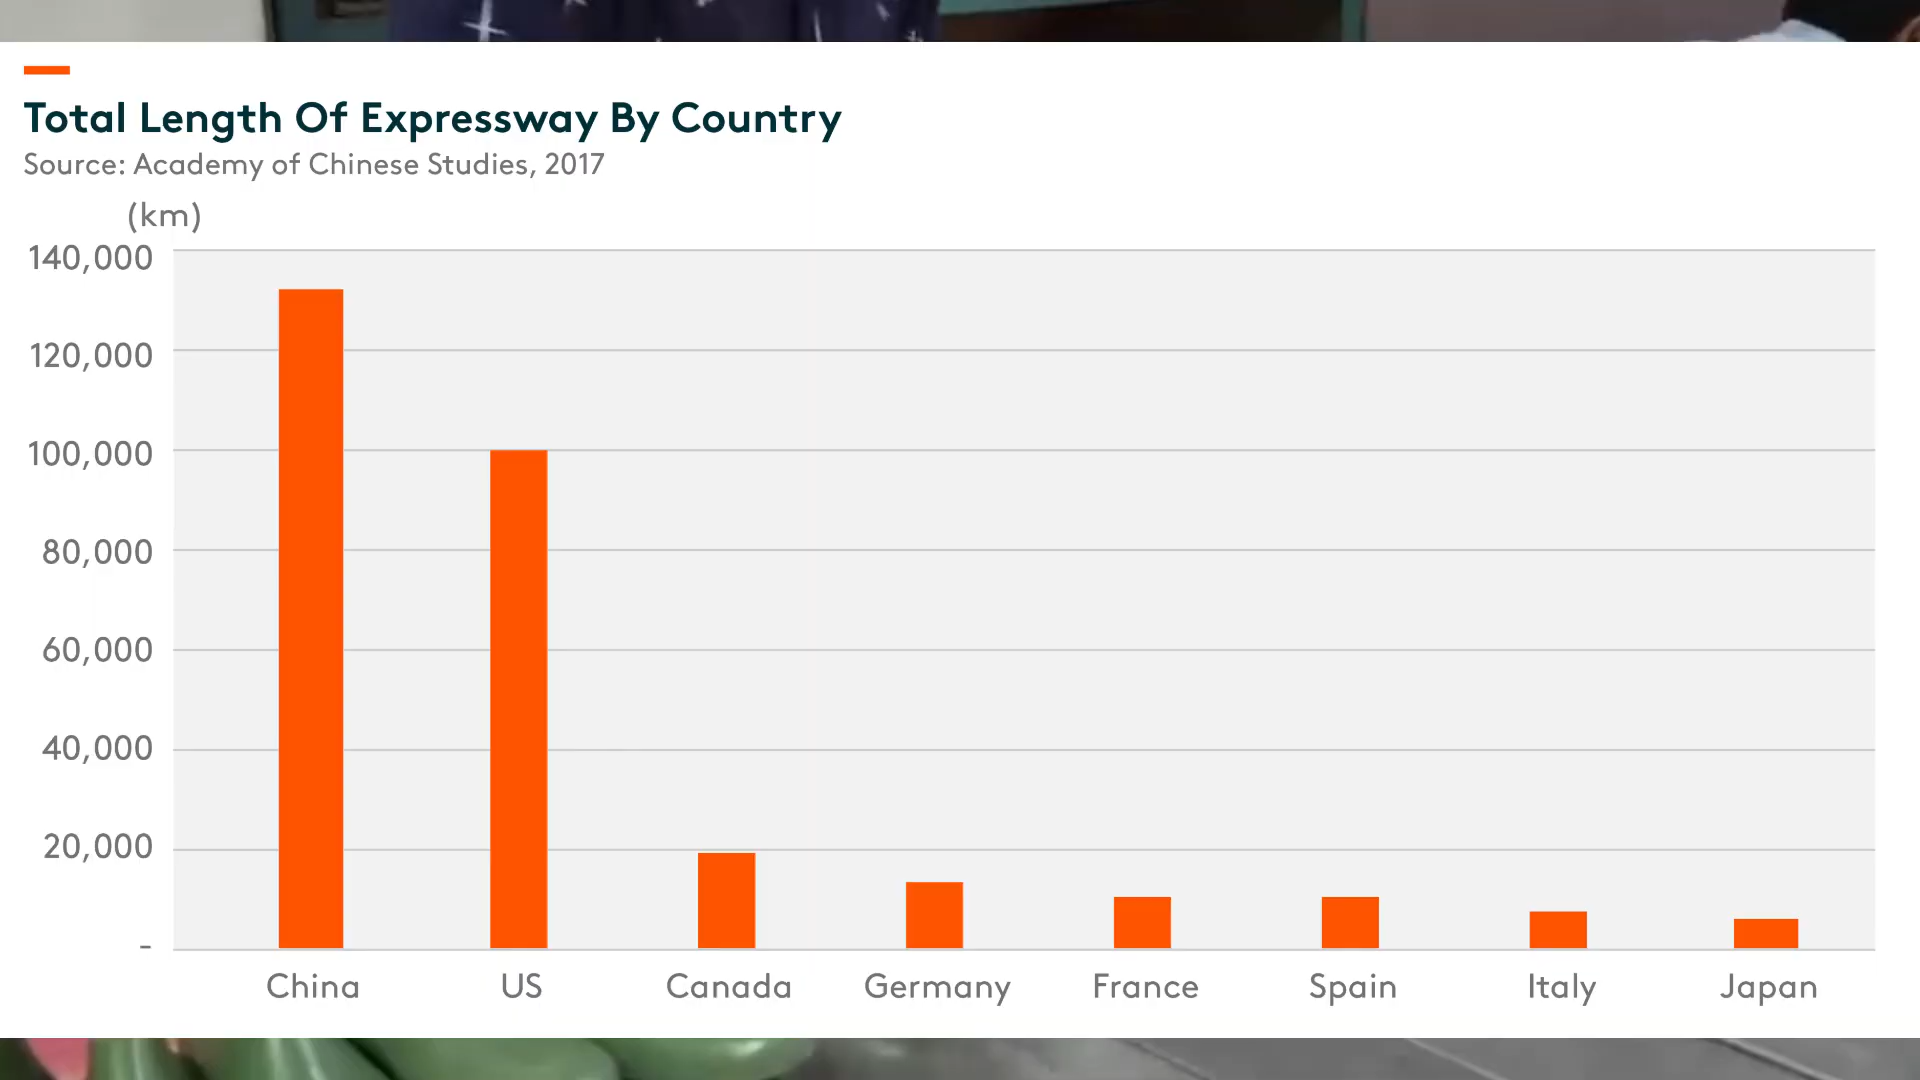 Total Length Of Expressway By Country
Source: Academy of Chinese Studies, 2017
(km)
140,000
120,000
100,000
80,000
60,000
40,000
20,000
-
China US Canada Germany France Spain Italy Japan